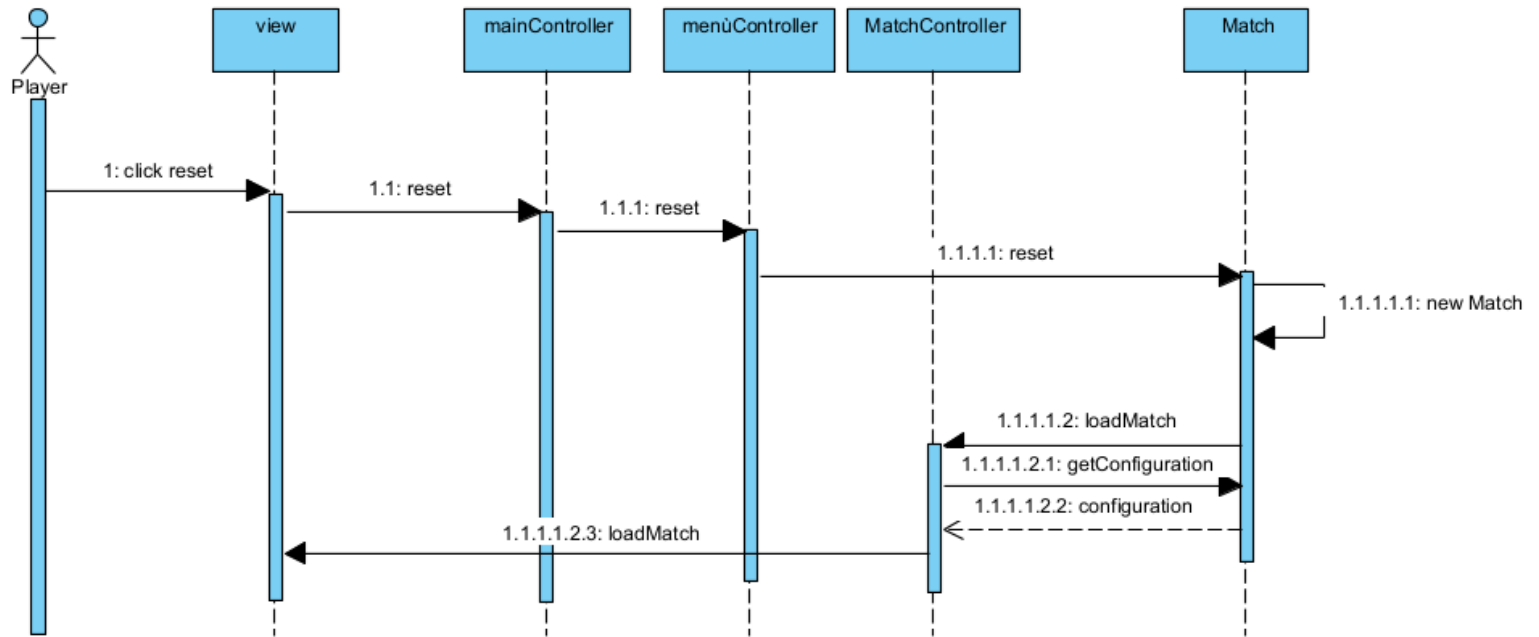 Player
view
mainController
menùController
MatchController
Match
1: click reset
1.1: reset
1.1.1: reset
1.1.1.1: reset
1.1.1.1.1: new Match
1.1.1.1.2: loadMatch
1.1.1.1.2.1: getConfiguration
1.1.1.1.2.2: configuration
1.1.1.1.2.3: loadMatch